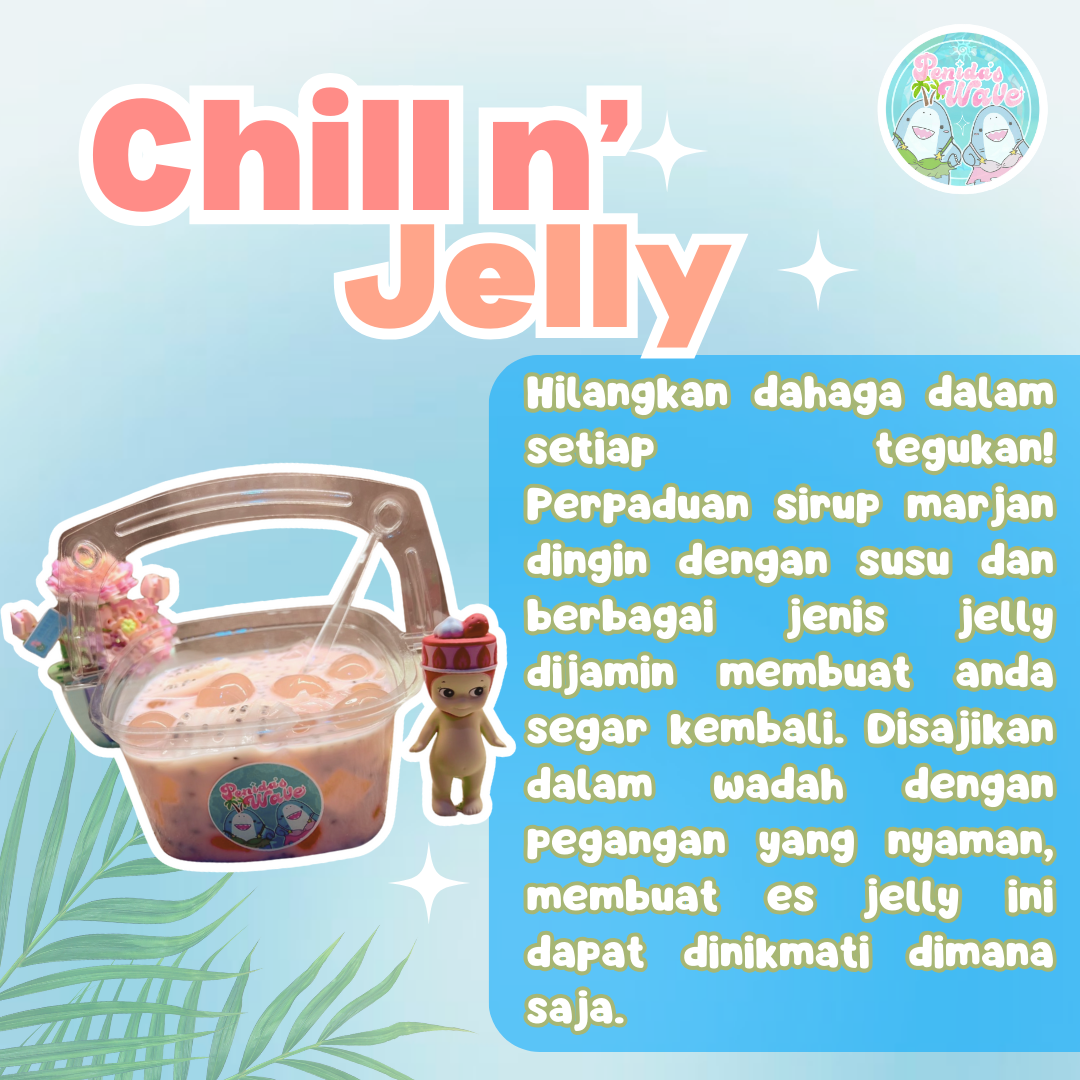 Penida's
Wave
Chill n'
Jelly
Hilangkan dahaga dalam
setiap tegukan!
Perpaduan sirup marjan
dingin dengan susu dan
berbagai jenis jelly
dijamin membuat anda
segar kembali. Disajikan
dalam wadah dengan
pegangan yang nyaman,
membuat es jelly ini
dapat dinikmati dimana
saja.
Penida's
Wave